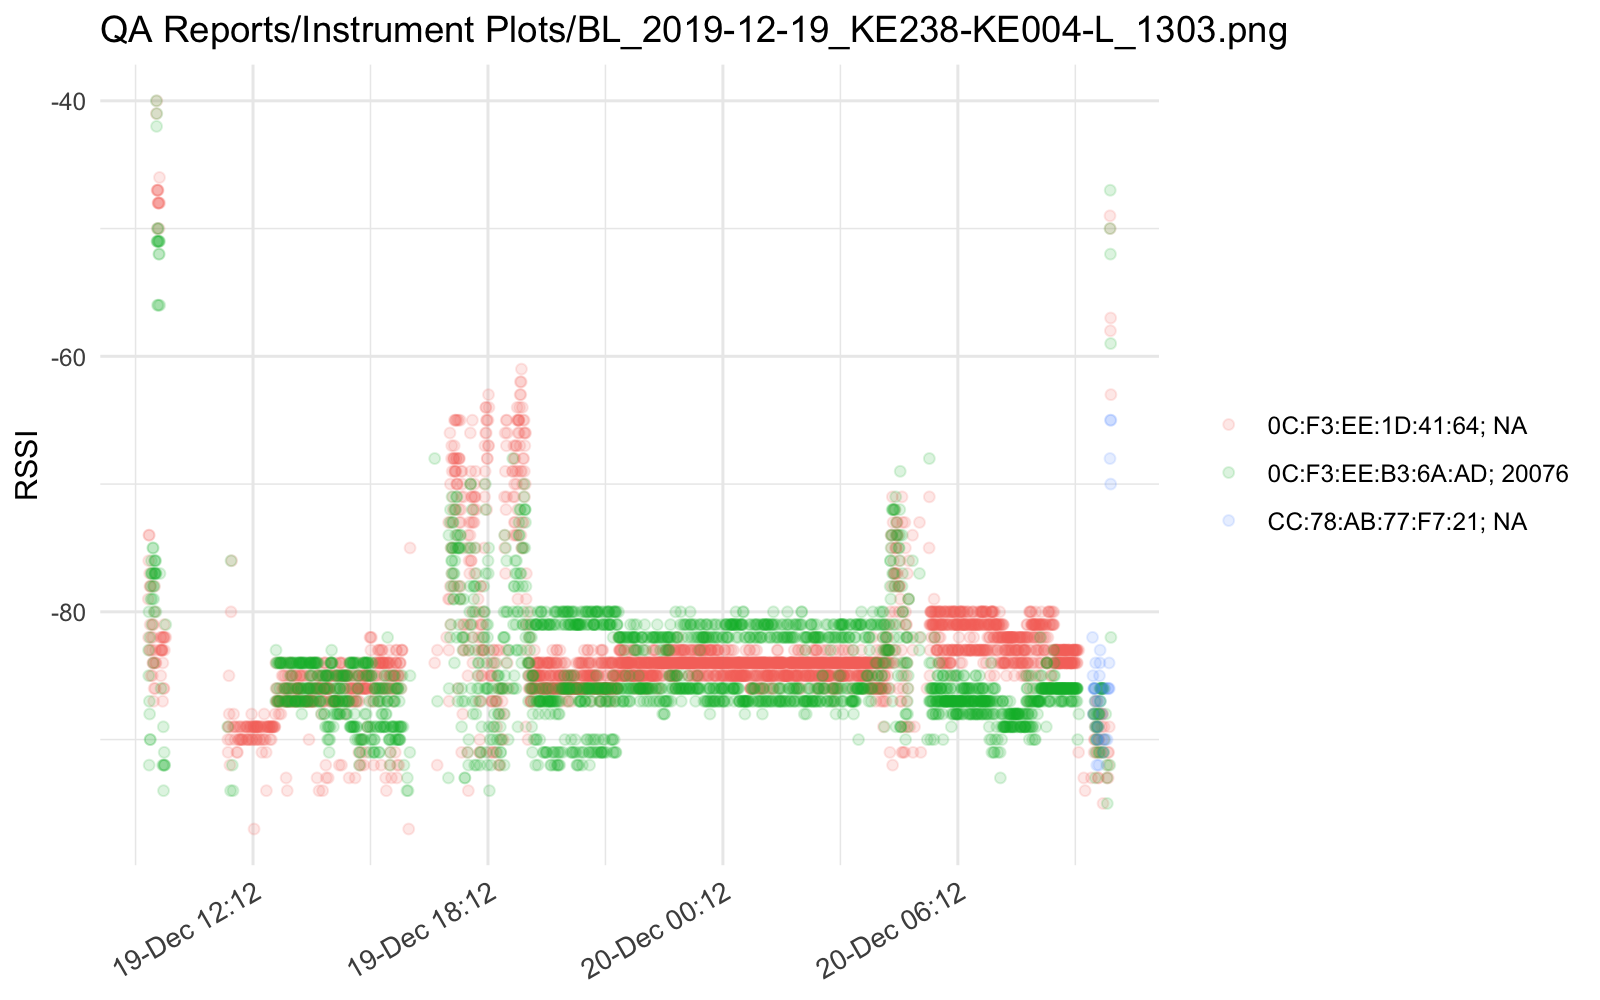 QA Reports/Instrument Plots/BL_2019-12-19_KE238-KE004-L_1303.png
-40
-60
-80
RSSI
19-Dec 12:12
19-Dec 18:12
20-Dec 00:12
20-Dec 06:12
0C:F3:EE:1D:41:64; NA
0C:F3:EE:B3:6A:AD; 20076
CC:78:AB:77:F7:21; NA